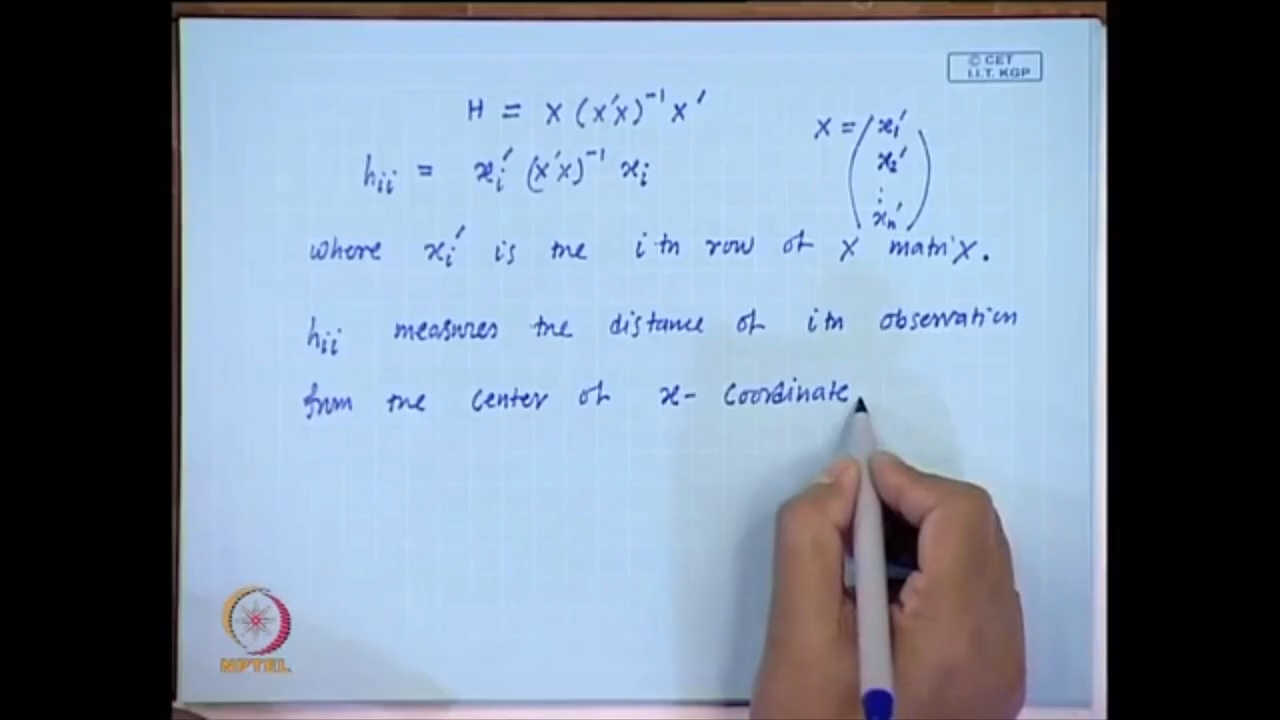 © CET
I.I.T. KGP
H = X (X'X)⁻¹ X'
X = (x₁'
x₂'
⋮
xₙ')
hᵢᵢ = xᵢ' (X'X)⁻¹ xᵢ
where xᵢ' is the i th row of X matrix.
hᵢᵢ measures the distance of i th observation
from the center of x- coordinate
NPTEL